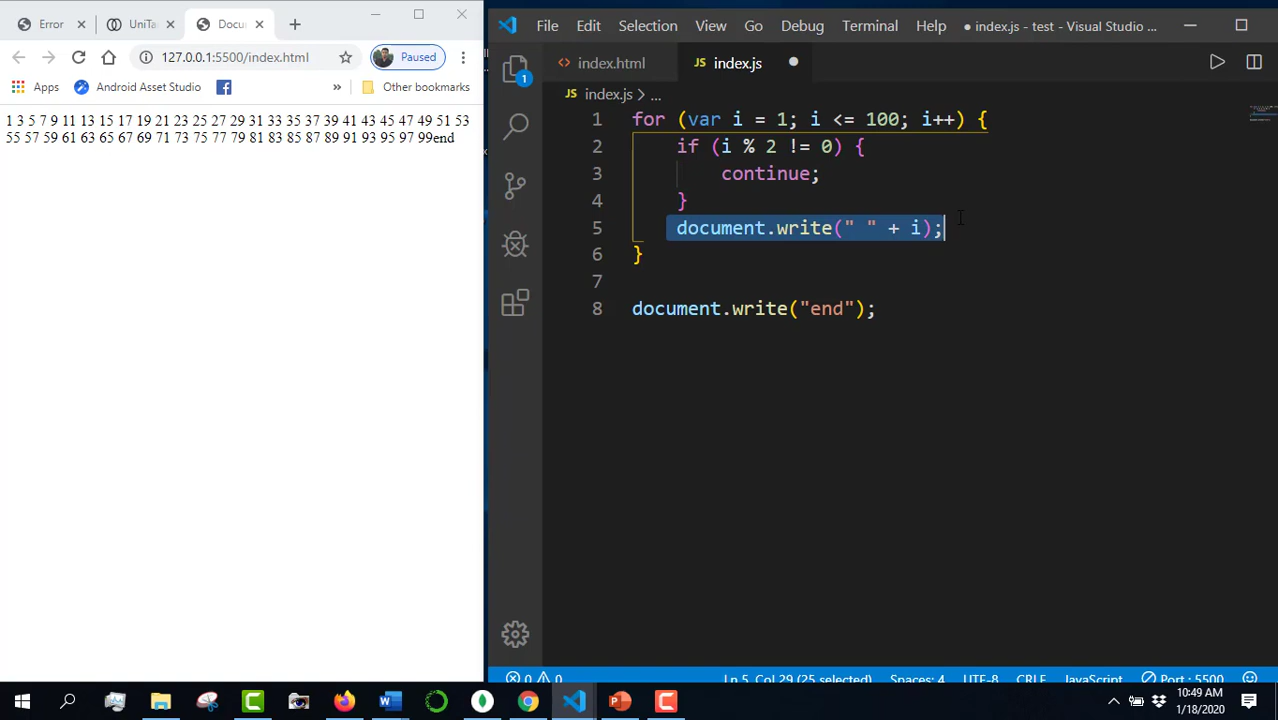 Error
UniTa
Docu
127.0.0.1:5500/index.html
Paused
Apps
Android Asset Studio
»
Other bookmarks
1 3 5 7 9 11 13 15 17 19 21 23 25 27 29 31 33 35 37 39 41 43 45 47 49 51 53
55 57 59 61 63 65 67 69 71 73 75 77 79 81 83 85 87 89 91 93 95 97 99end
File Edit Selection View Go Debug Terminal Help
● index.js - test - Visual Studio ...
<> index.html
JS index.js ●
JS index.js > ...
1
1 for (var i = 1; i <= 100; i++) {
2 if (i % 2 != 0) {
3 continue;
4 }
5 document.write(" " + i);
6 }
7
8 document.write("end");
0 0 Ln 5, Col 29 (25 selected) Spaces: 4 UTF-8 CRLF JavaScript Port : 5500
10:49 AM
1/18/2020